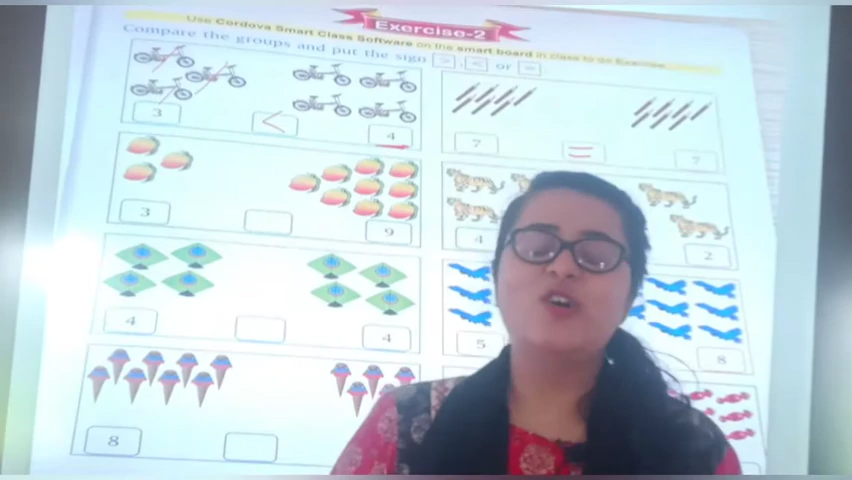 Exercise-2
Use Cordova Smart Class Software on the smart board in class to do Exercise.
Compare the groups and put the sign > , < or =
3 < 4
7 = 7
3 9
4 2
4 4
5 8
8